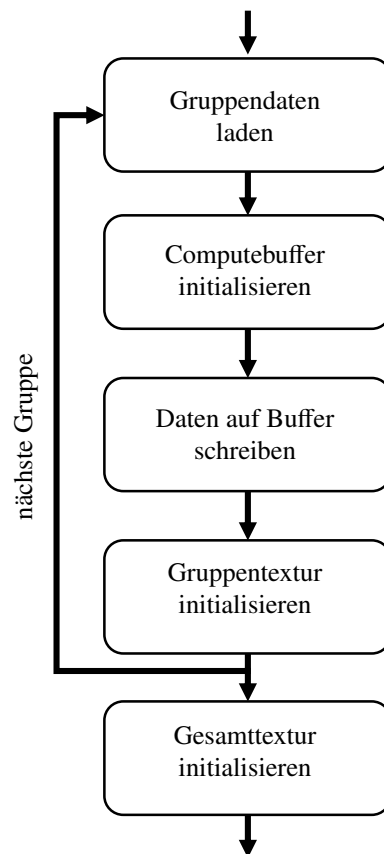 Gruppendaten
laden
Computebuffer
initialisieren
Daten auf Buffer
schreiben
nächste Gruppe
Gruppentextur
initialisieren
Gesamttextur
initialisieren